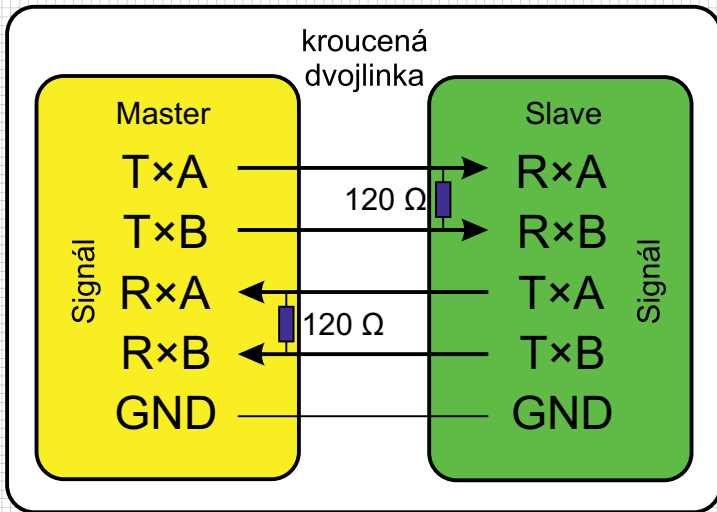 kroucená
dvojlinka
Master
Slave
T×A
R×A
120 Ω
T×B
R×B
Signál
Signál
R×A
T×A
120 Ω
R×B
T×B
GND
GND